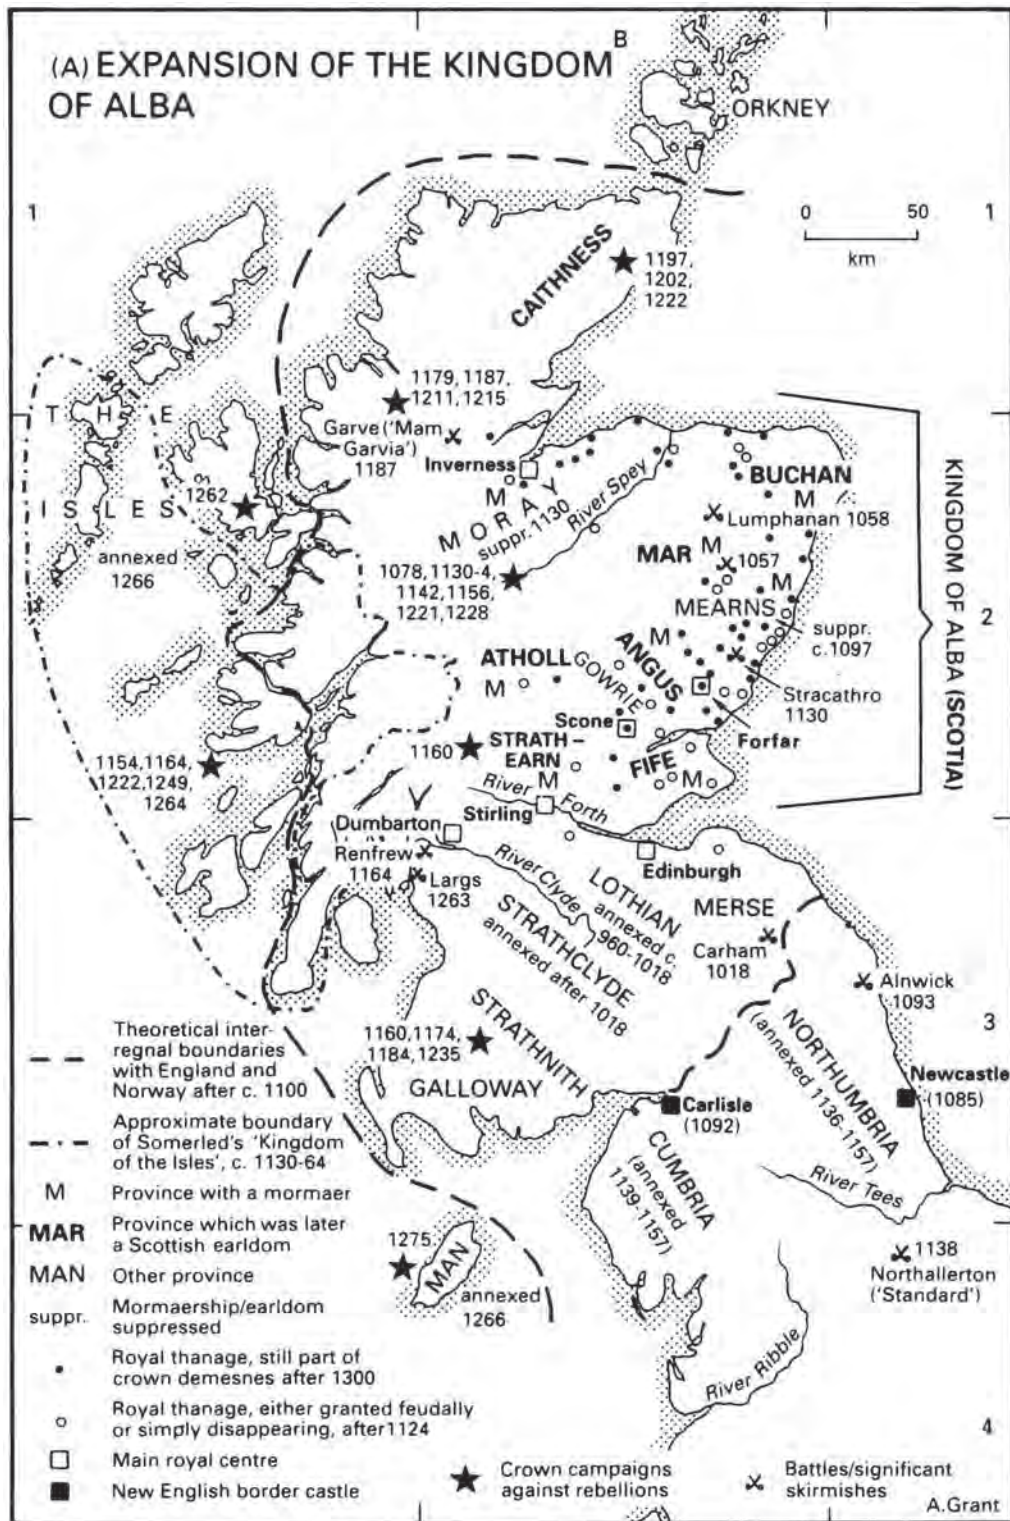 (A) EXPANSION OF THE KINGDOM
OF ALBA
B
ORKNEY
1
1
0 50
km
CAITHNESS
1197,
1202,
1222
1179, 1187,
1211, 1215
Garve ('Mam
Garvia')
1187
Inverness
THE
ISLES
annexed
1266
1262
M
MORAY
suppr. 1130
River Spey
BUCHAN
M
Lumphanan 1058
MAR
M
1057
M
MEARNS
suppr.
c. 1097
1078, 1130-4,
1142, 1156,
1221, 1228
KINGDOM OF ALBA (SCOTIA)
2
M
ANGUS
ATHOLL
M
GOWRIE
Stracathro
1130
Scone
Forfar
STRATH-
EARN
M
1160
FIFE
M
1154, 1164,
1222, 1249,
1264
River Forth
Stirling
Dumbarton
Renfrew
1164
Largs
1263
River Clyde
Edinburgh
LOTHIAN
annexed c.
960-1018
MERSE
Carham
1018
STRATHCLYDE
annexed after 1018
Alnwick
1093
STRATHNITH
1160, 1174,
1184, 1235
GALLOWAY
3
NORTHUMBRIA
(annexed 1136-1157)
Newcastle
(1085)
Carlisle
(1092)
CUMBRIA
(annexed
1139-1157)
River Tees
1138
Northallerton
('Standard')
1275
MAN
annexed
1266
River Ribble
4
Theoretical inter-
regnal boundaries
with England and
Norway after c. 1100
Approximate boundary
of Somerled's 'Kingdom
of the Isles', c. 1130-64
M Province with a mormaer
MAR Province which was later
a Scottish earldom
MAN Other province
suppr. Mormaership/earldom
suppressed
Royal thanage, still part of
crown demesnes after 1300
Royal thanage, either granted feudally
or simply disappearing, after 1124
Main royal centre
New English border castle
Crown campaigns
against rebellions
Battles/significant
skirmishes
A.Grant